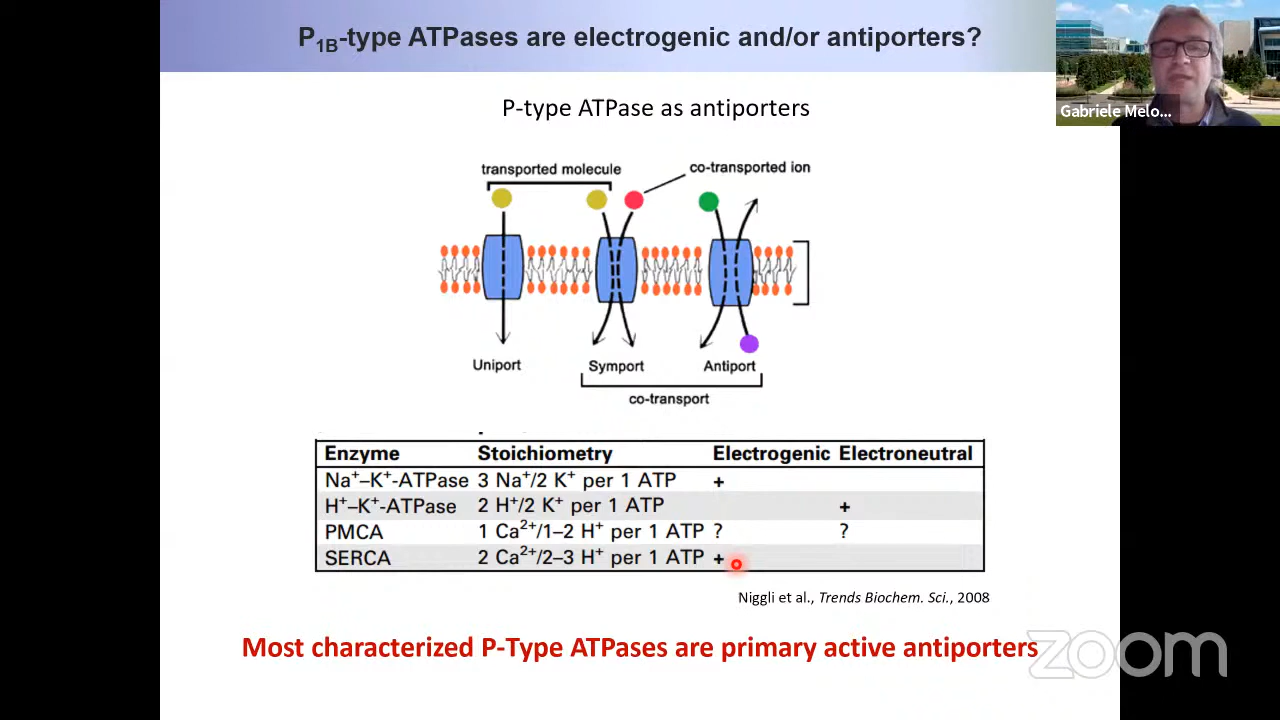 P1B-type ATPases are electrogenic and/or antiporters?
Gabriele Melo...
P-type ATPase as antiporters
transported molecule
co-transported ion
Uniport
Symport
Antiport
co-transport
Enzyme Stoichiometry Electrogenic Electroneutral
Na+–K+-ATPase 3 Na+/2 K+ per 1 ATP +
H+–K+-ATPase 2 H+/2 K+ per 1 ATP +
PMCA 1 Ca2+/1–2 H+ per 1 ATP ? ?
SERCA 2 Ca2+/2–3 H+ per 1 ATP +
Niggli et al., Trends Biochem. Sci., 2008
Most characterized P-Type ATPases are primary active antiporters
zoom